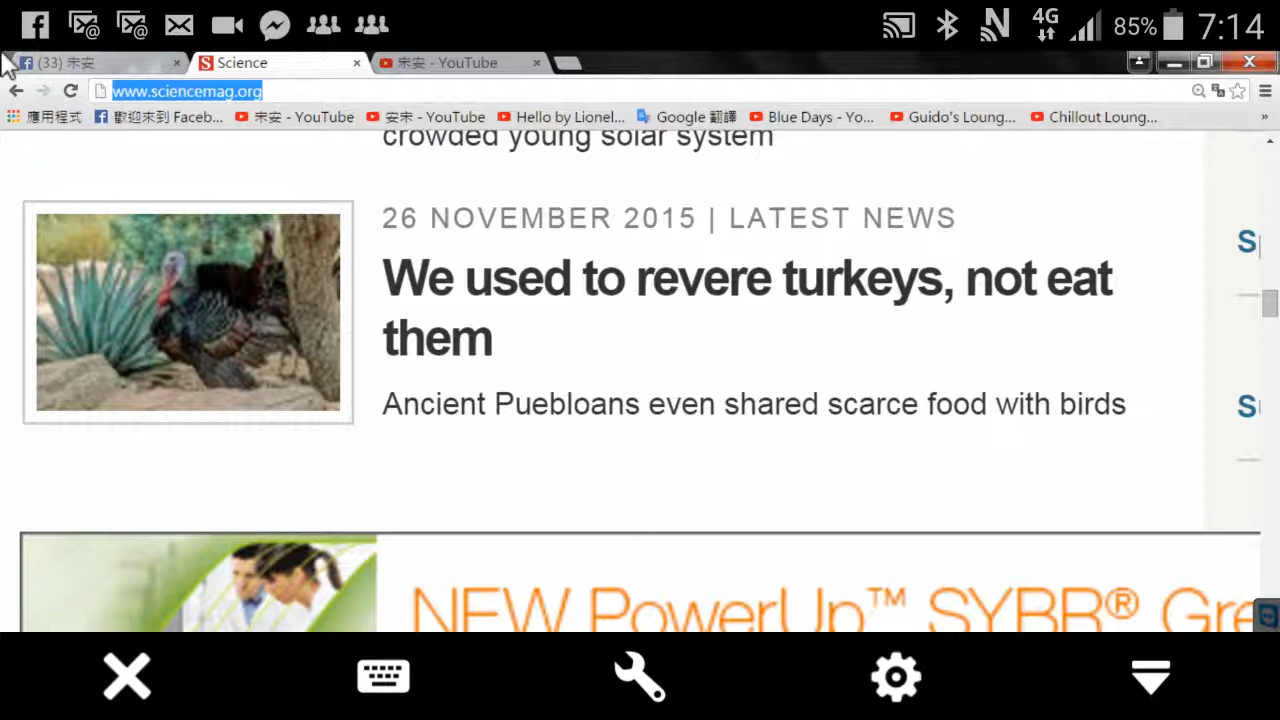 4G
85%
7:14
(33) 宋安
Science
宋安 - YouTube
www.sciencemag.org
應用程式
歡迎來到 Faceb...
宋安 - YouTube
安宋 - YouTube
Hello by Lionel...
Google 翻譯
Blue Days - Yo...
Guido's Loung...
Chillout Loung...
»
crowded young solar system
26 NOVEMBER 2015 | LATEST NEWS
We used to revere turkeys, not eat
them
Ancient Puebloans even shared scarce food with birds
NEW PowerUp™ SYBR® Gre